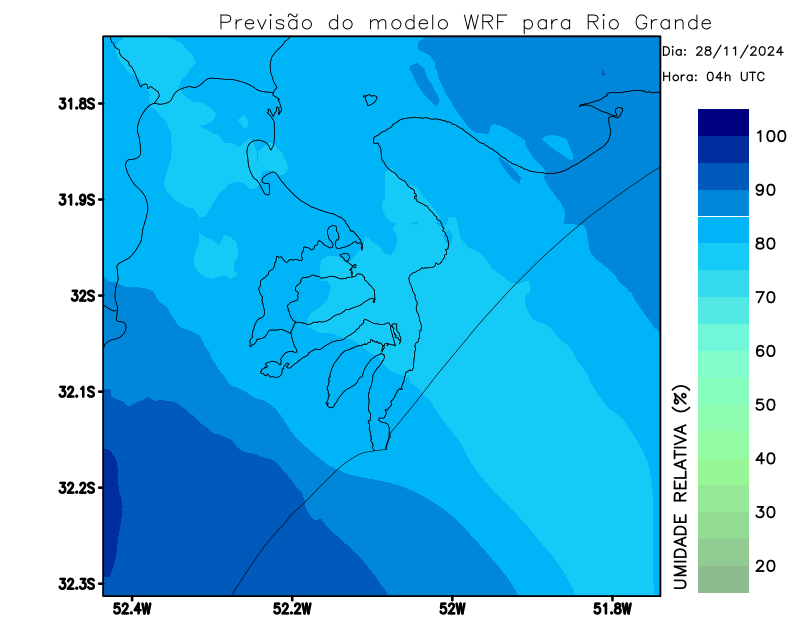 Previsão do modelo WRF para Rio Grande
Dia: 28/11/2024
Hora: 04h UTC
31.8S
31.9S
32S
32.1S
32.2S
32.3S
52.4W
52.2W
52W
51.8W
100
90
80
70
60
50
40
30
20
UMIDADE RELATIVA (%)